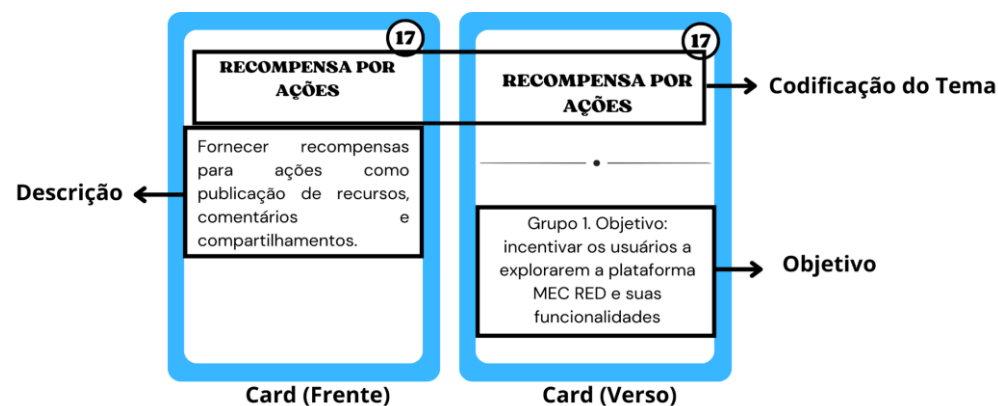 17
RECOMPENSA POR
AÇÕES
Fornecer recompensas
para ações como
publicação de recursos,
comentários e
compartilhamentos.
Descrição
Card (Frente)
17
RECOMPENSA POR
AÇÕES
Codificação do Tema
Grupo 1. Objetivo:
incentivar os usuários a
explorarem a plataforma
MEC RED e suas
funcionalidades
Objetivo
Card (Verso)